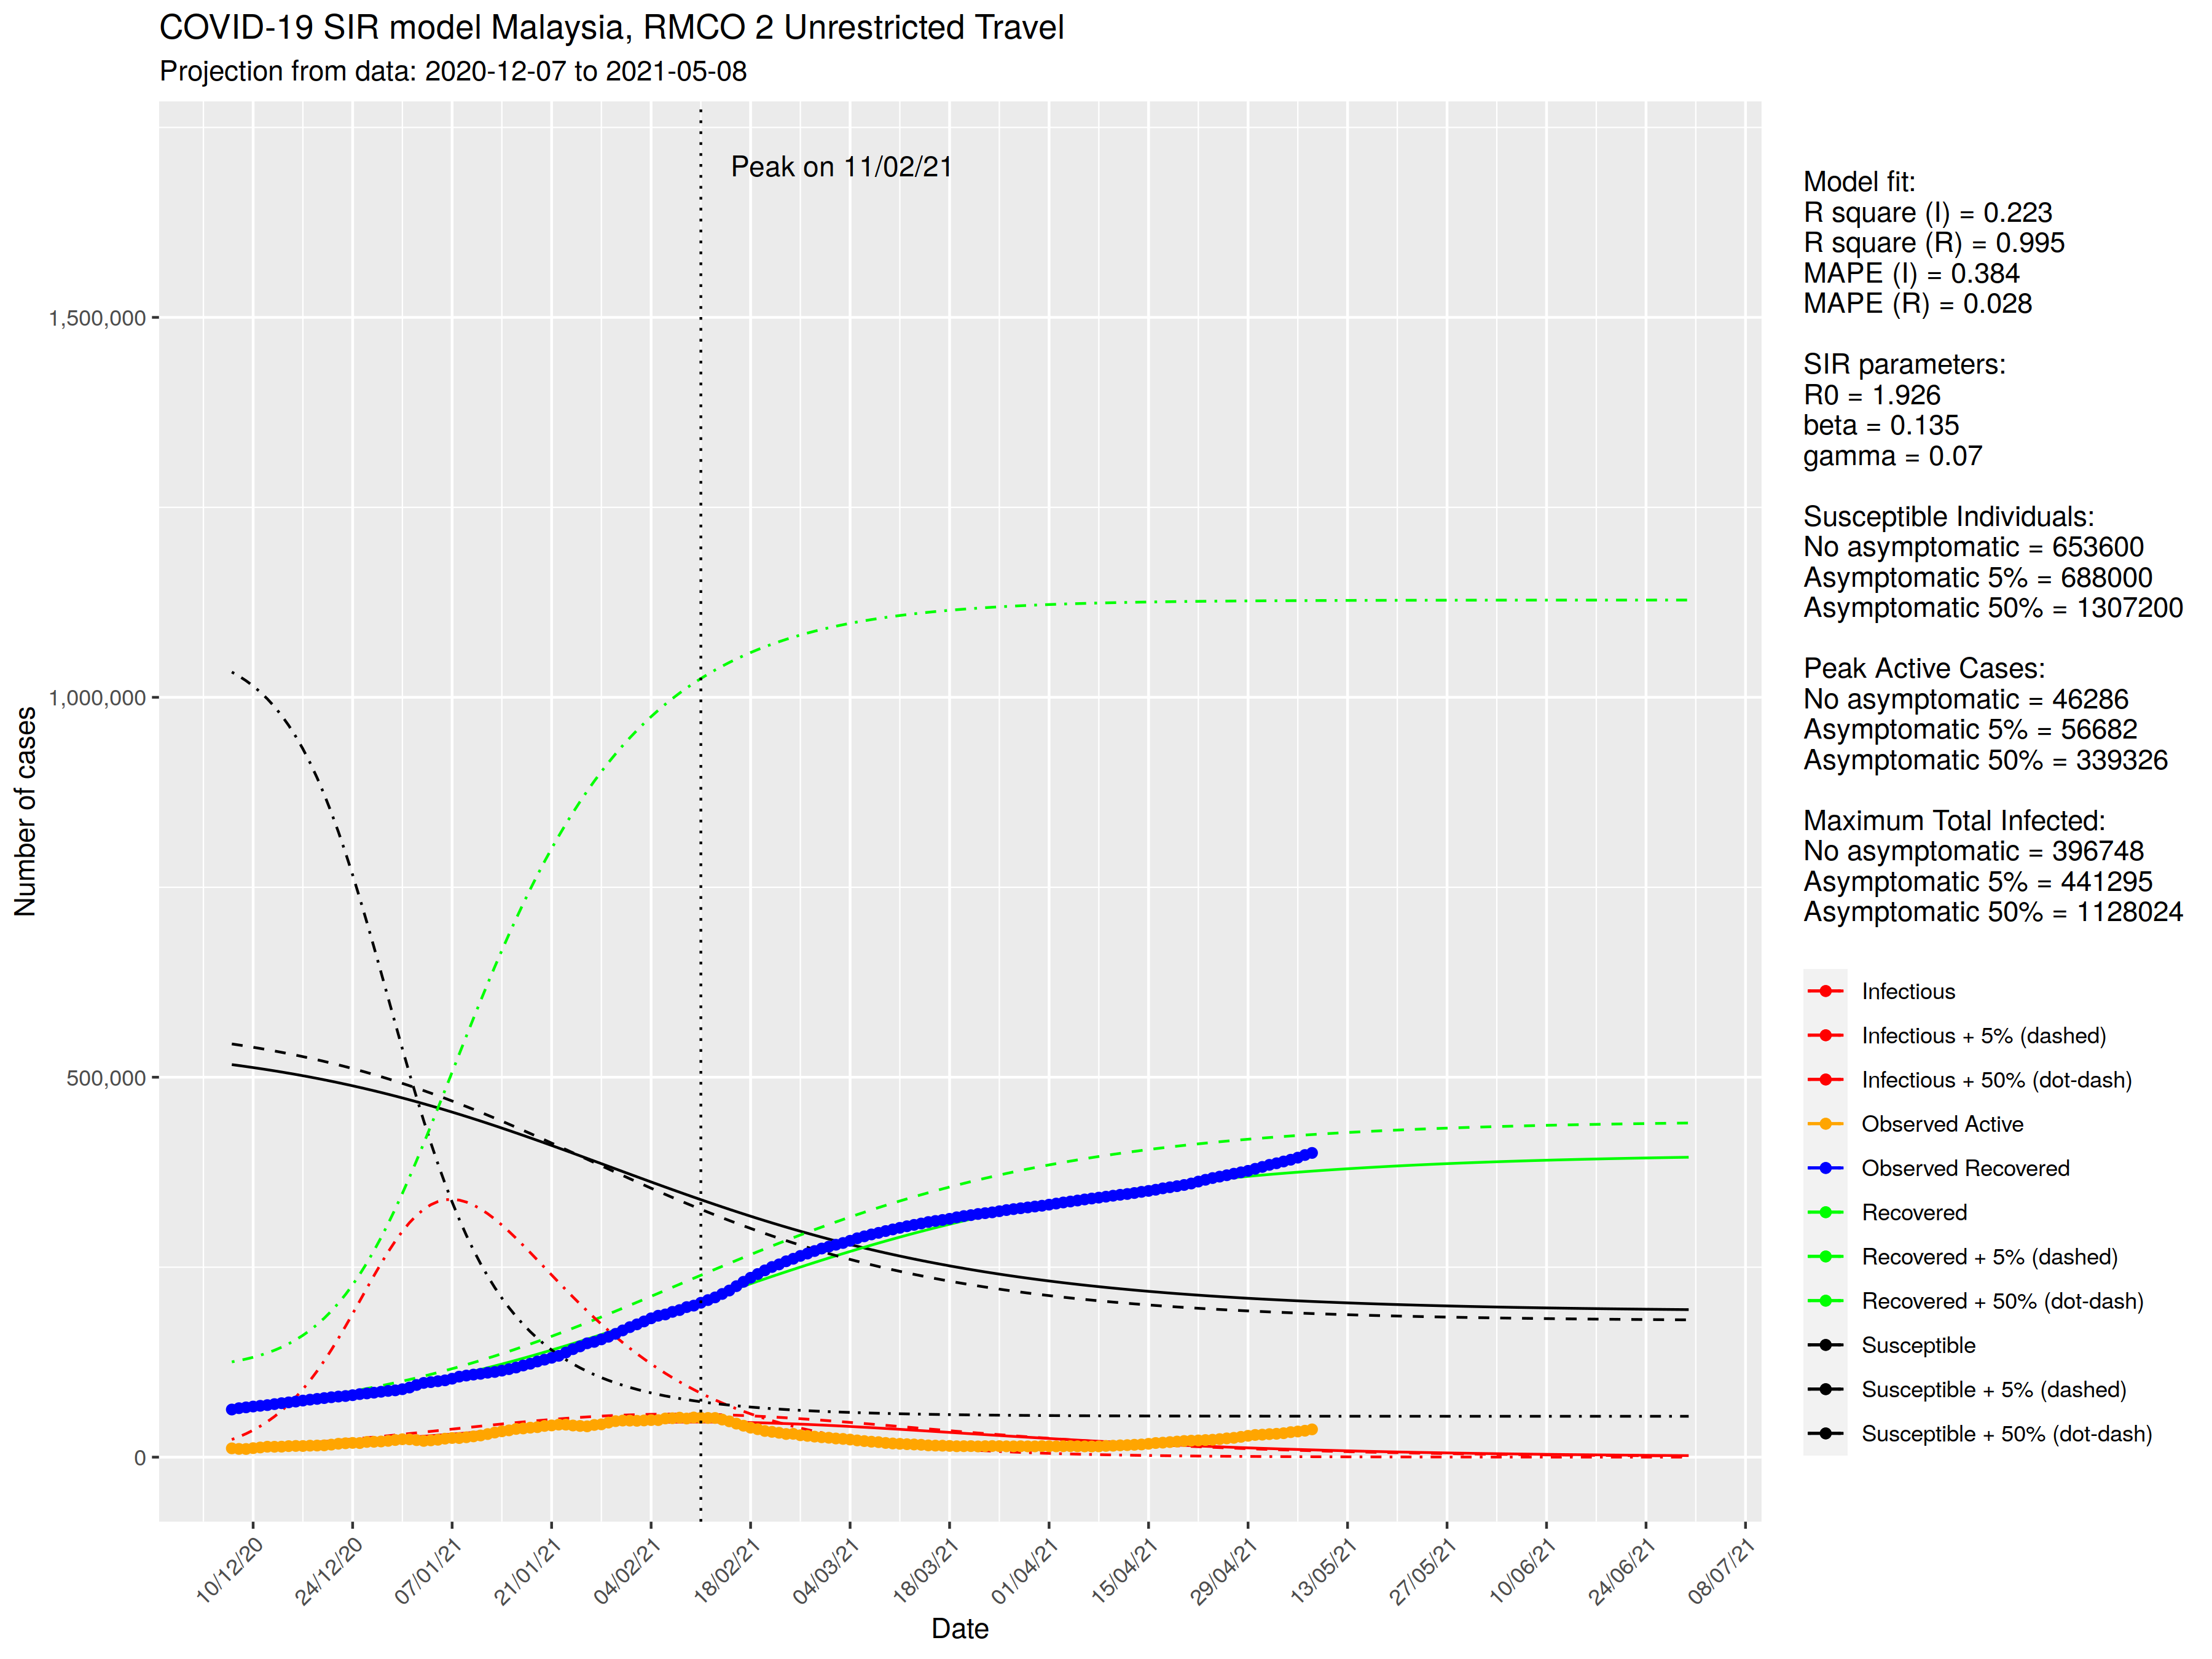 COVID-19 SIR model Malaysia, RMCO 2 Unrestricted Travel
Projection from data: 2020-12-07 to 2021-05-08
Peak on 11/02/21
Number of cases
1,500,000
1,000,000
500,000
0
10/12/20
24/12/20
07/01/21
21/01/21
04/02/21
18/02/21
04/03/21
18/03/21
01/04/21
15/04/21
29/04/21
13/05/21
27/05/21
10/06/21
24/06/21
08/07/21
Date
Model fit:
R square (I) = 0.223
R square (R) = 0.995
MAPE (I) = 0.384
MAPE (R) = 0.028
SIR parameters:
R0 = 1.926
beta = 0.135
gamma = 0.07
Susceptible Individuals:
No asymptomatic = 653600
Asymptomatic 5% = 688000
Asymptomatic 50% = 1307200
Peak Active Cases:
No asymptomatic = 46286
Asymptomatic 5% = 56682
Asymptomatic 50% = 339326
Maximum Total Infected:
No asymptomatic = 396748
Asymptomatic 5% = 441295
Asymptomatic 50% = 1128024
Infectious
Infectious + 5% (dashed)
Infectious + 50% (dot-dash)
Observed Active
Observed Recovered
Recovered
Recovered + 5% (dashed)
Recovered + 50% (dot-dash)
Susceptible
Susceptible + 5% (dashed)
Susceptible + 50% (dot-dash)